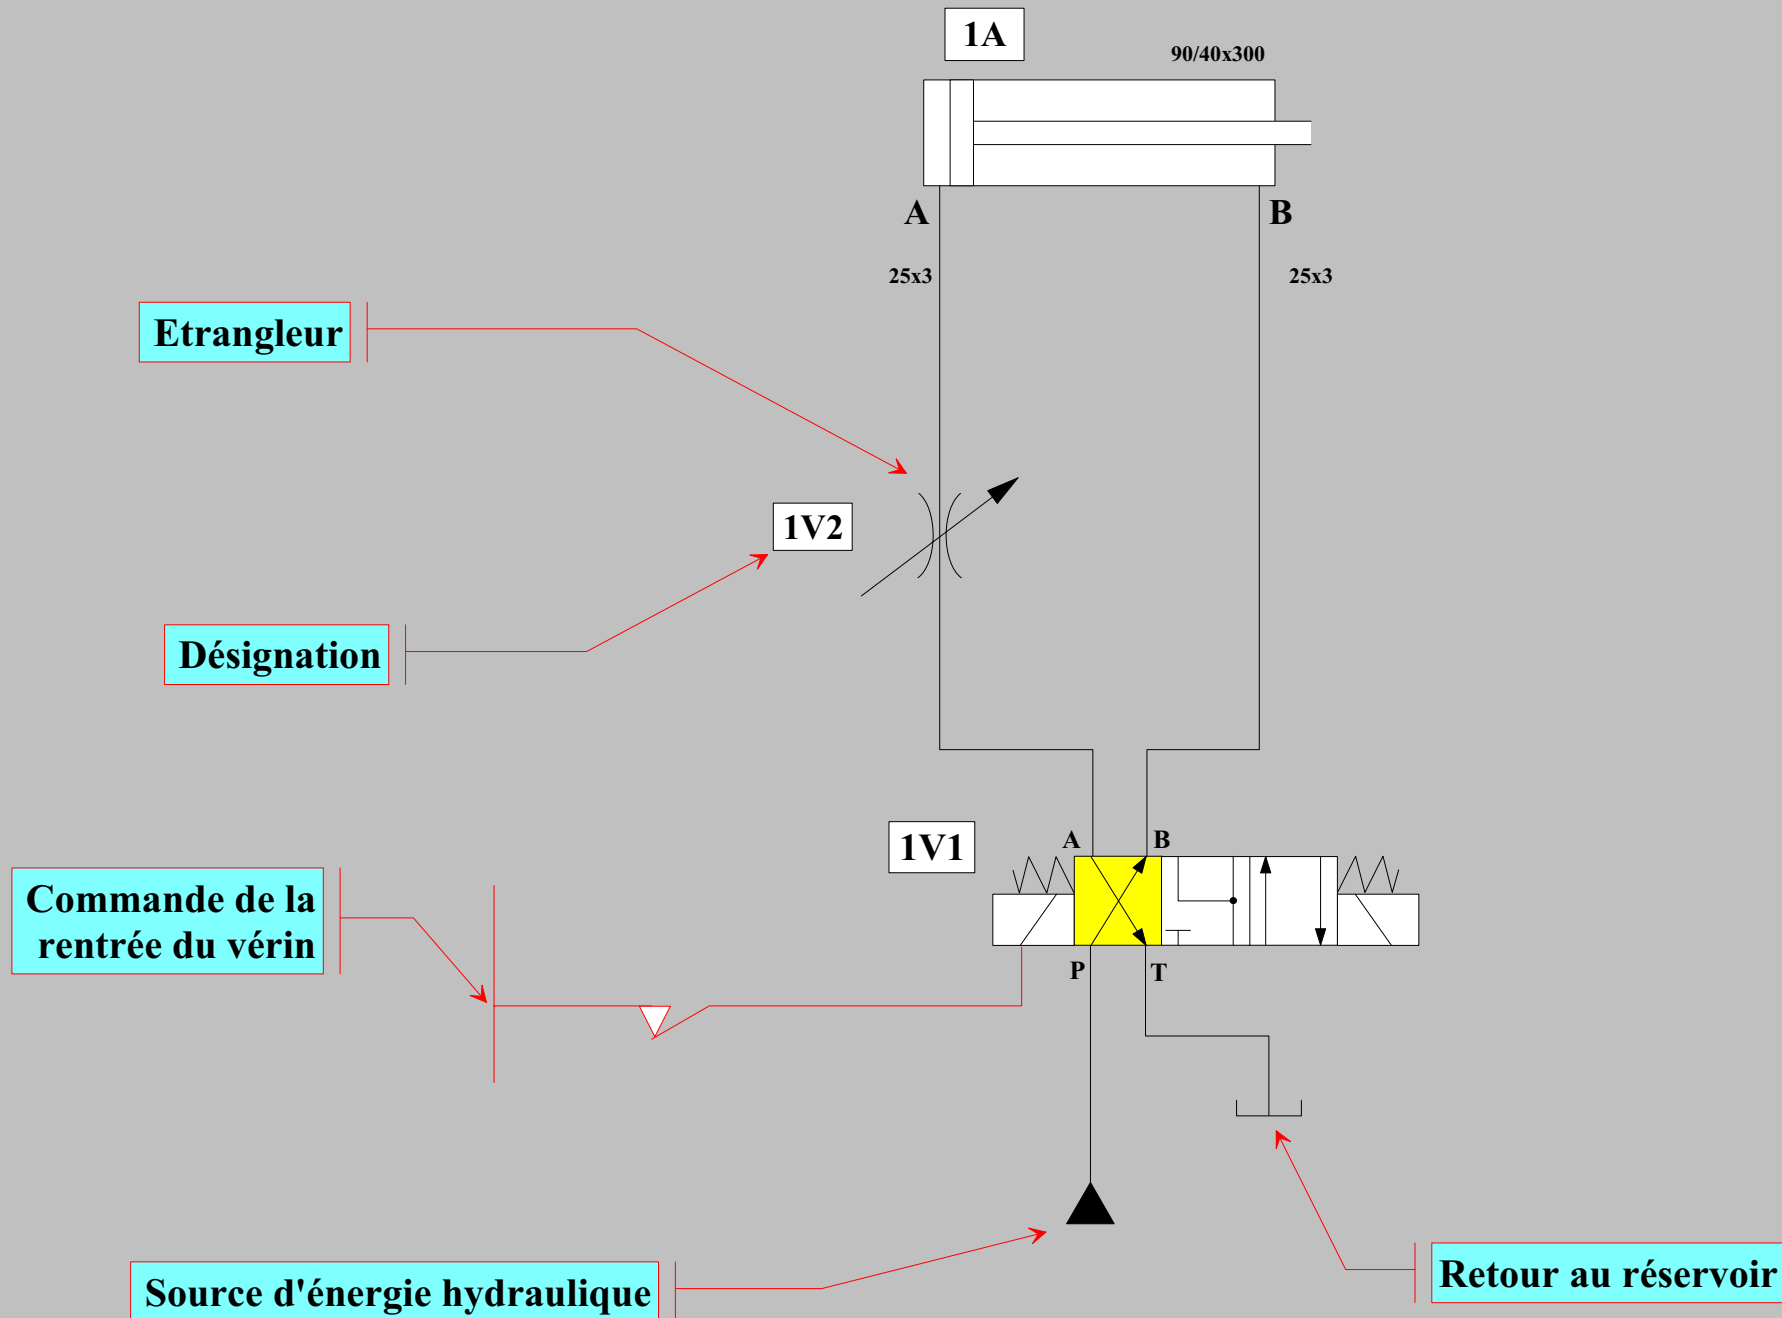 1A
90/40x300
A
B
25x3
25x3
Etrangleur
1V2
Désignation
1V1
A
B
Commande de la
rentrée du vérin
P
T
Source d'énergie hydraulique
Retour au réservoir